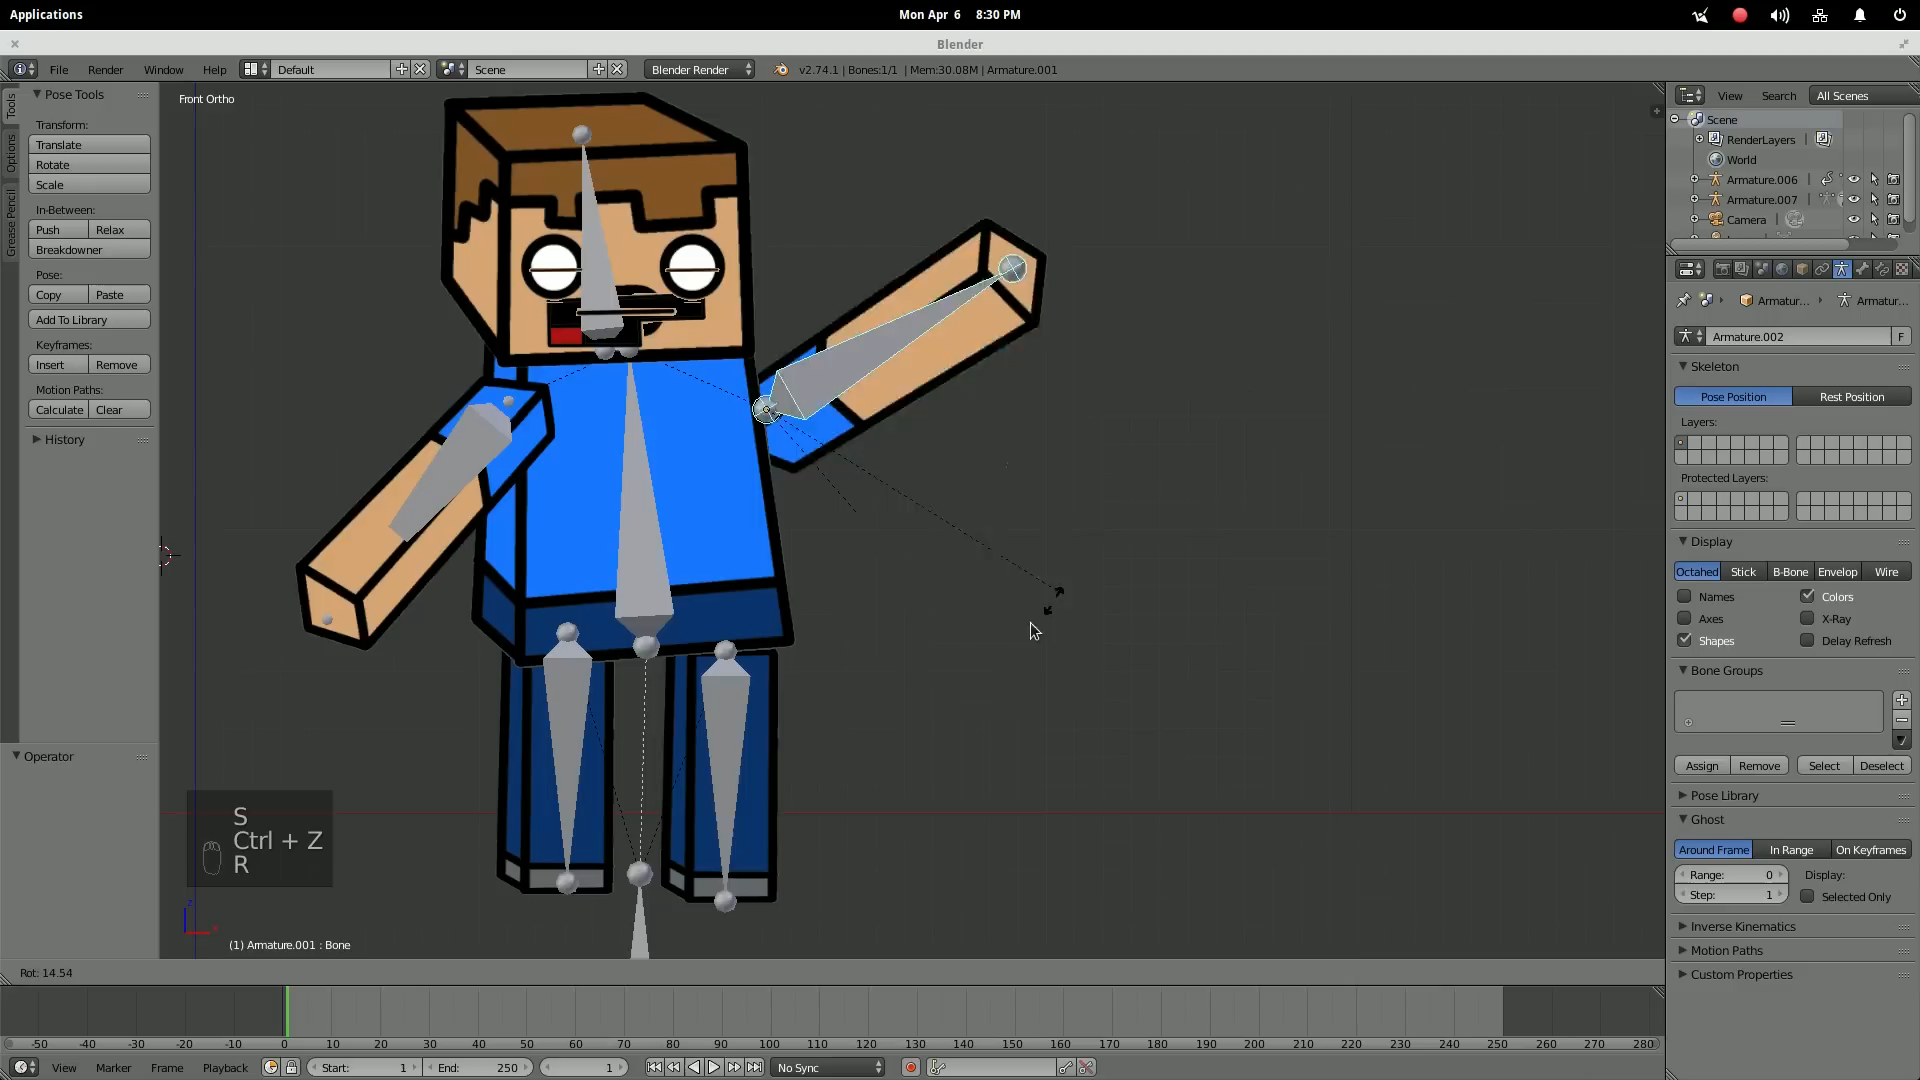 Applications
Mon Apr 6 8:30 PM
Blender
File Render Window Help Default Scene Blender Render v2.74.1 | Bones:1/1 | Mem:30.08M | Armature.001
Pose Tools
Front Ortho
Tools
Options
Grease Pencil
Transform:
Translate
Rotate
Scale
In-Between:
Push Relax
Breakdowner
Pose:
Copy Paste
Add To Library
Keyframes:
Insert Remove
Motion Paths:
Calculate Clear
History
Operator
S
Ctrl + Z
R
(1) Armature.001 : Bone
Rot: 14.54
View Search All Scenes
Scene
RenderLayers
World
Armature.006
Armature.007
Camera
Armatur... Armatur...
Armature.002 F
Skeleton
Pose Position Rest Position
Layers:
Protected Layers:
Display
Octahed Stick B-Bone Envelop Wire
Names Colors
Axes X-Ray
Shapes Delay Refresh
Bone Groups
Assign Remove Select Deselect
Pose Library
Ghost
Around Frame In Range On Keyframes
Range: 0 Display:
Step: 1 Selected Only
Inverse Kinematics
Motion Paths
Custom Properties
-50 -40 -30 -20 -10 0 10 20 30 40 50 60 70 80 90 100 110 120 130 140 150 160 170 180 190 200 210 220 230 240 250 260 270 280
View Marker Frame Playback Start: 1 End: 250 1 No Sync